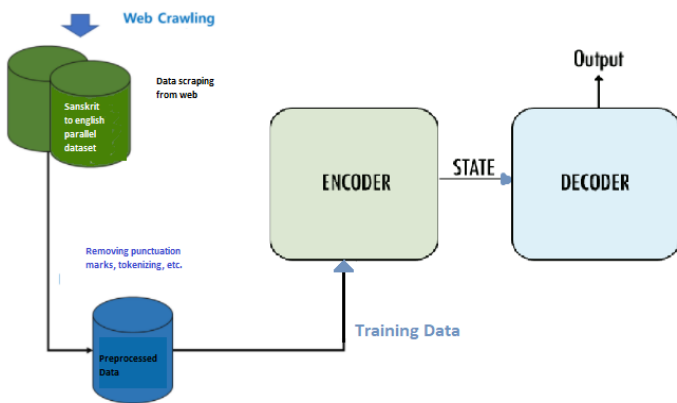 Web Crawling
Data scraping
from web
Sanskrit
to english
parallel
dataset
Output
ENCODER
STATE
DECODER
Removing punctuation
marks, tokenizing, etc.
Training Data
Preprocessed
Data